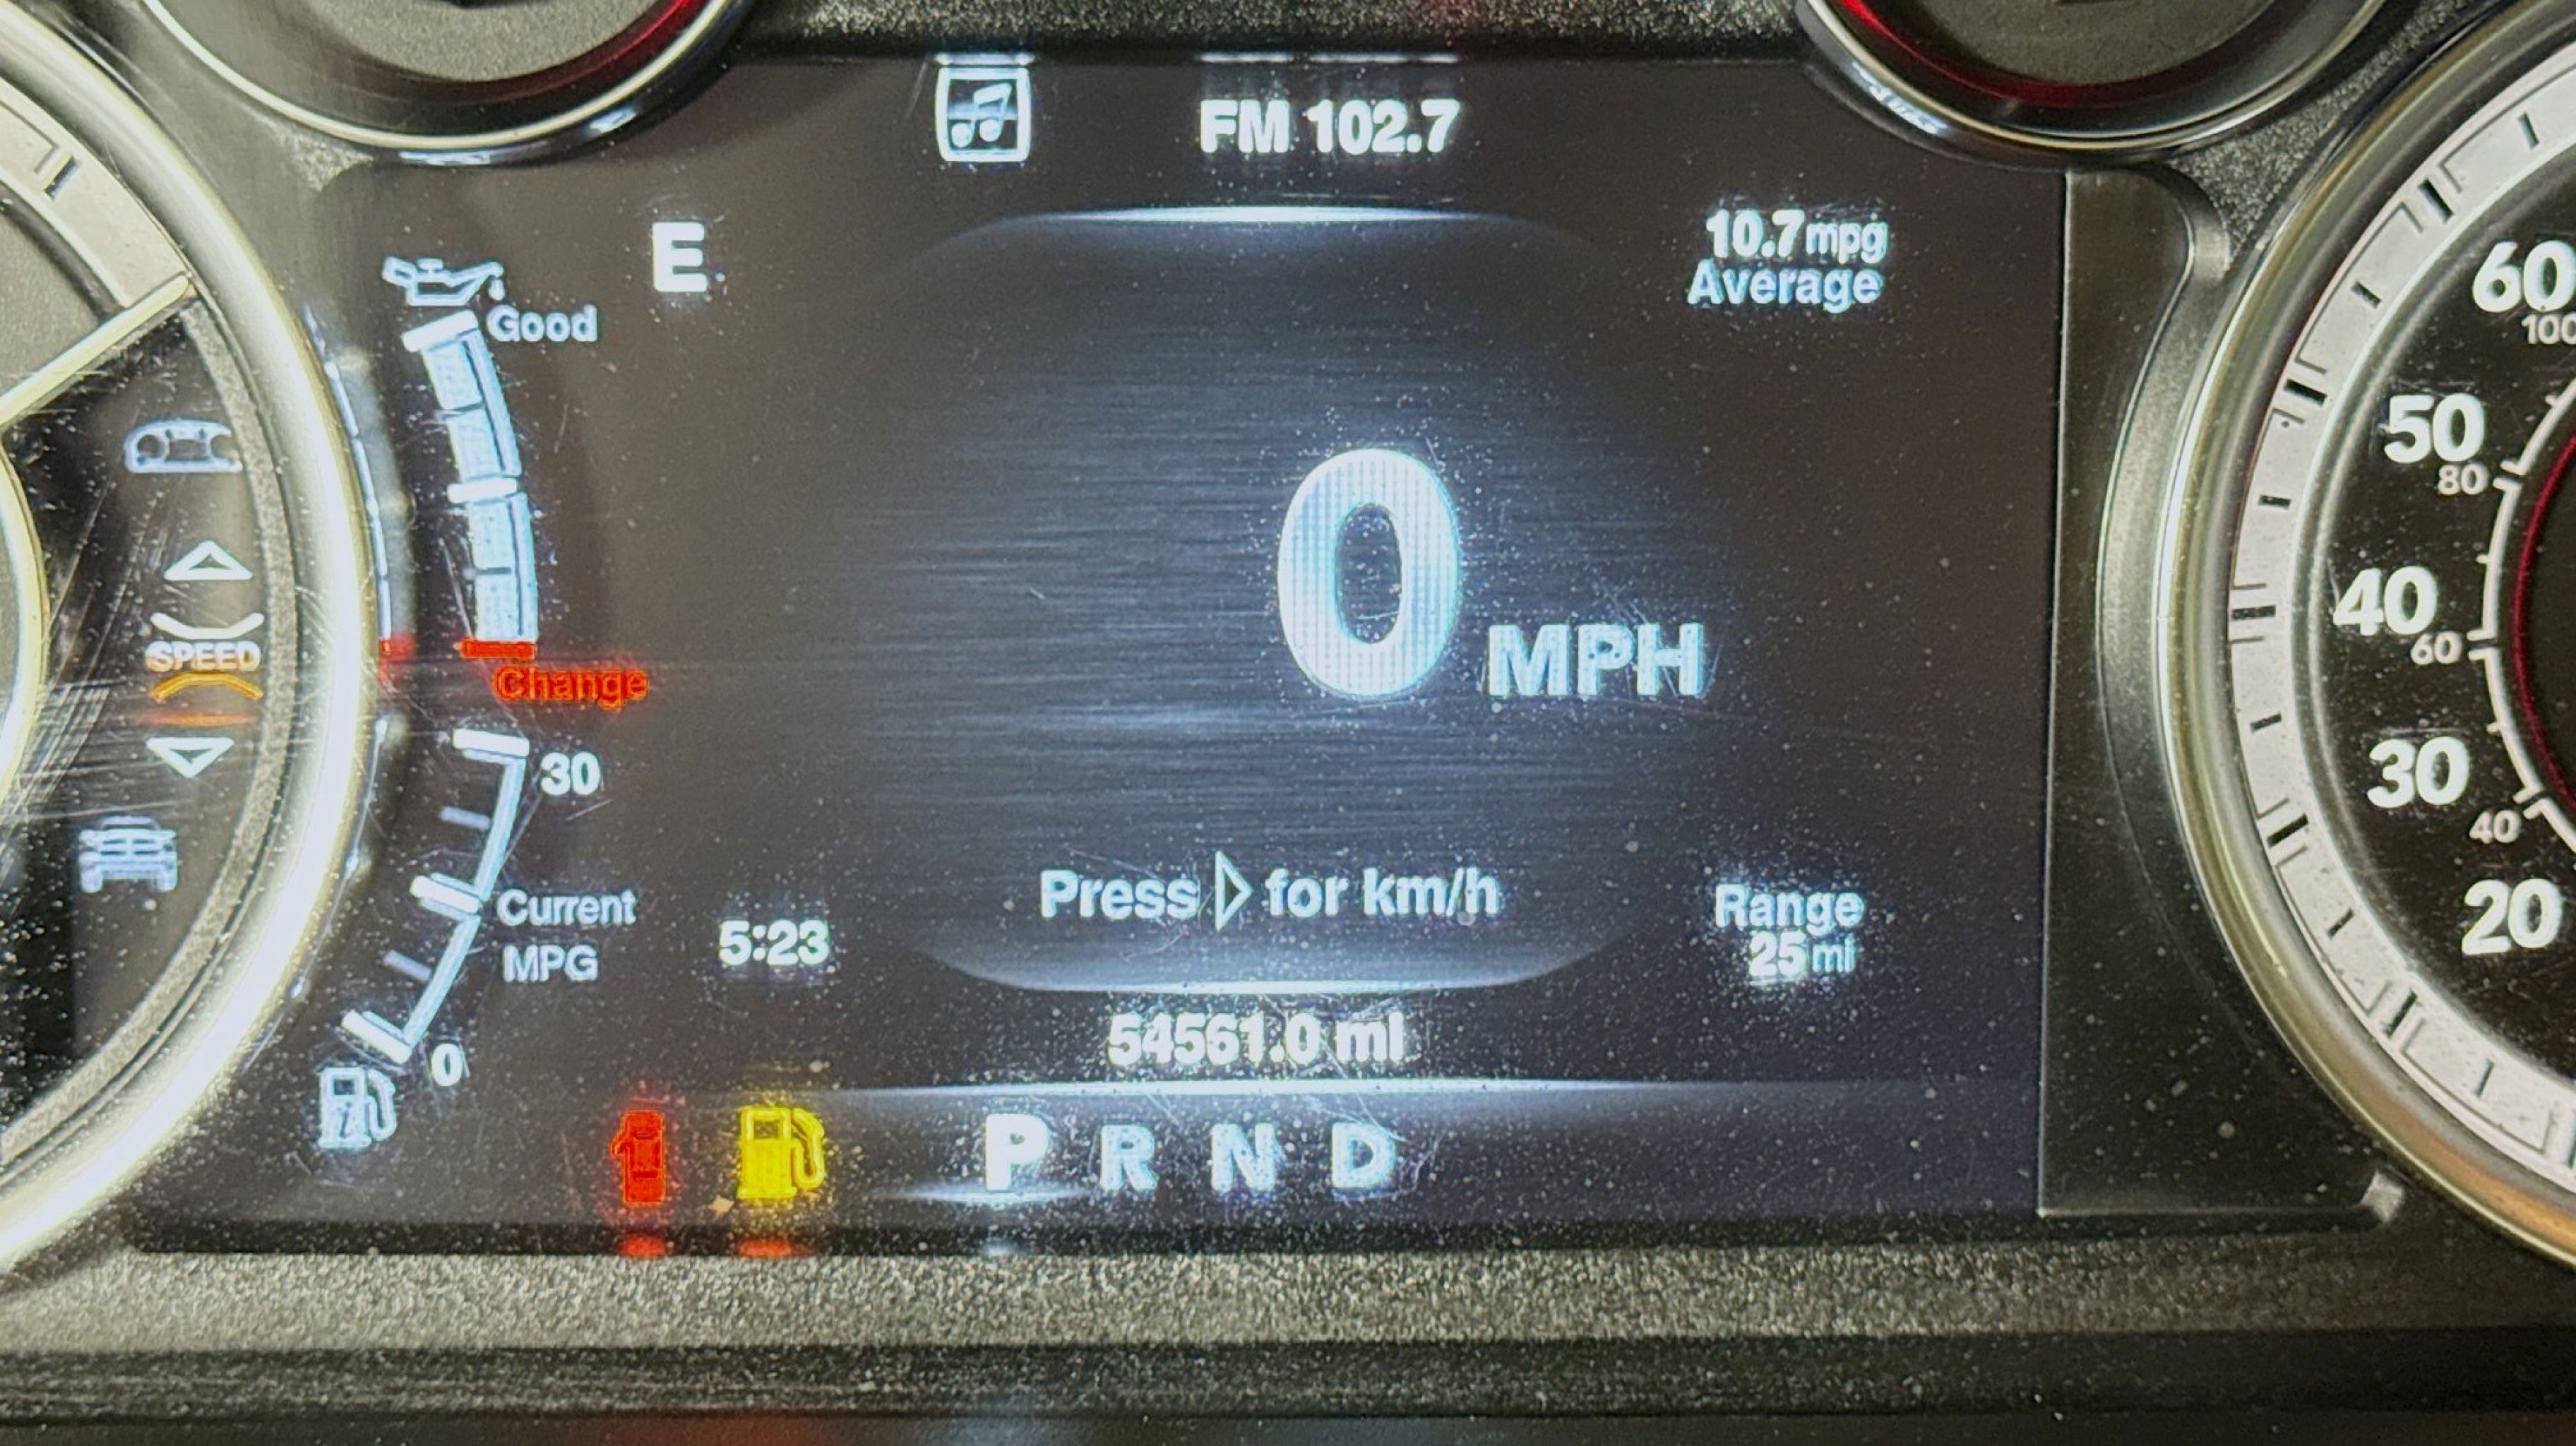 FM 102.7
E
10.7 mpg
Average
Good
60
100
50
80
0 MPH
40
60
SPEED
Change
30
30
40
Current
MPG
20
Press ▷ for km/h
5:23
Range
25 mi
54561.0 mi
0
P R N D